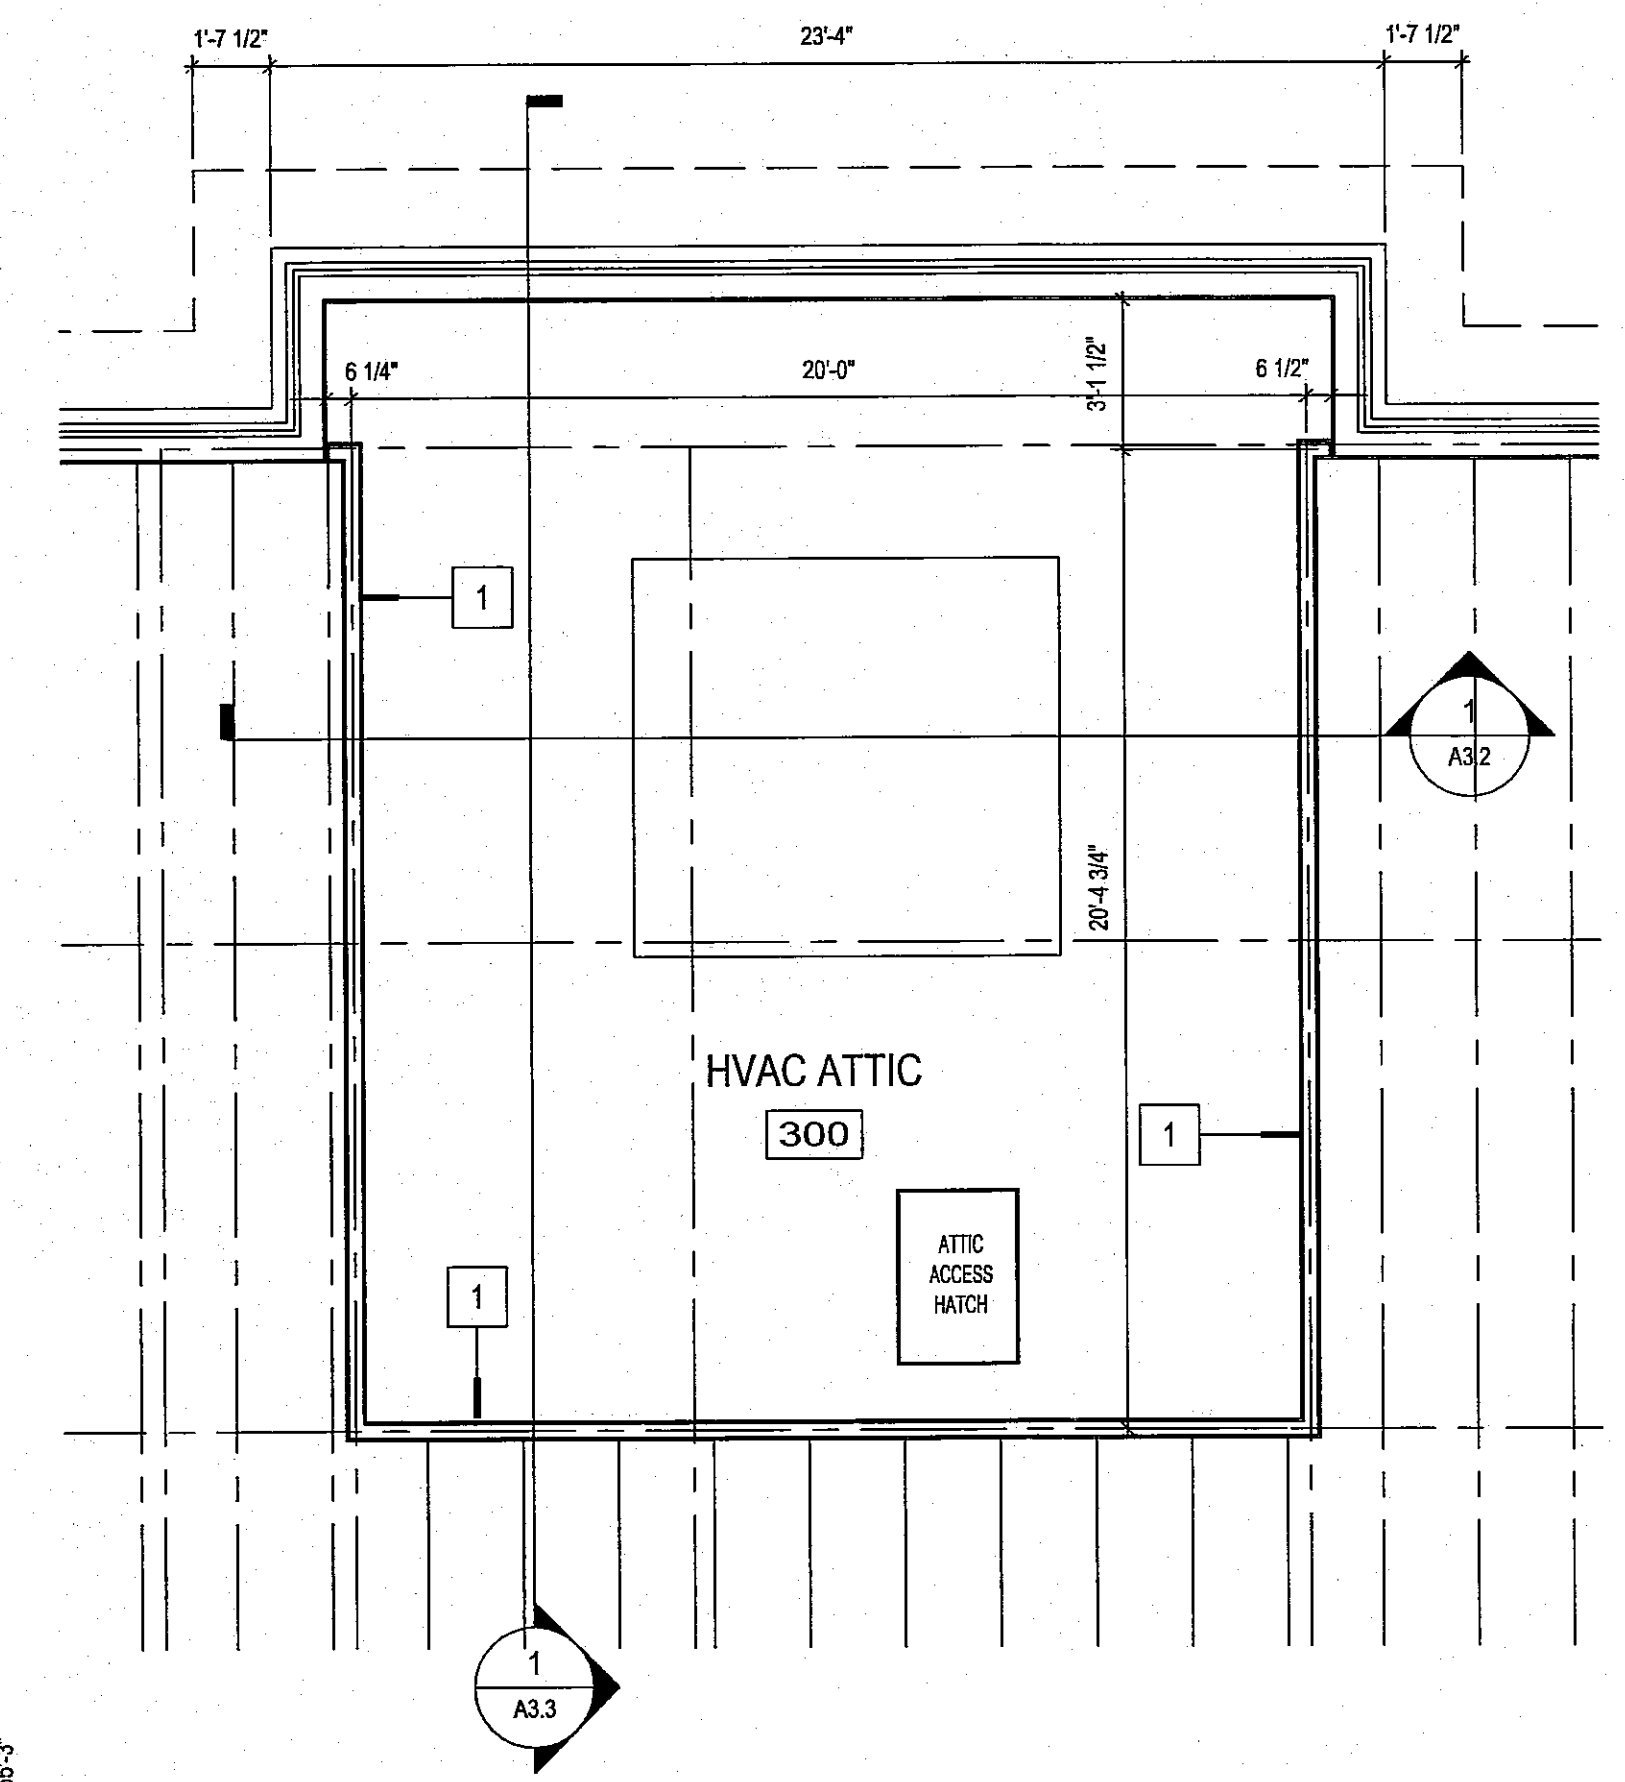 1'-7 1/2"
23'-4"
1'-7 1/2"
6 1/4"
20'-0"
3'-1 1/2"
6 1/2"
1
1
A3.2
20'-4 3/4"
HVAC ATTIC
300
1
ATTIC
ACCESS
HATCH
1
1
A3.3